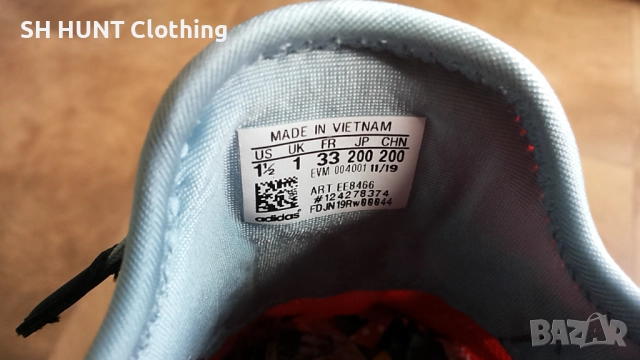 SH HUNT Clothing
MADE IN VIETNAM
US UK FR JP CHN
1½ 1 33 200 200
EVM 004001 11/19
ART EE8466
#124278374
FDJN19Rw00044
adidas
BAZAR